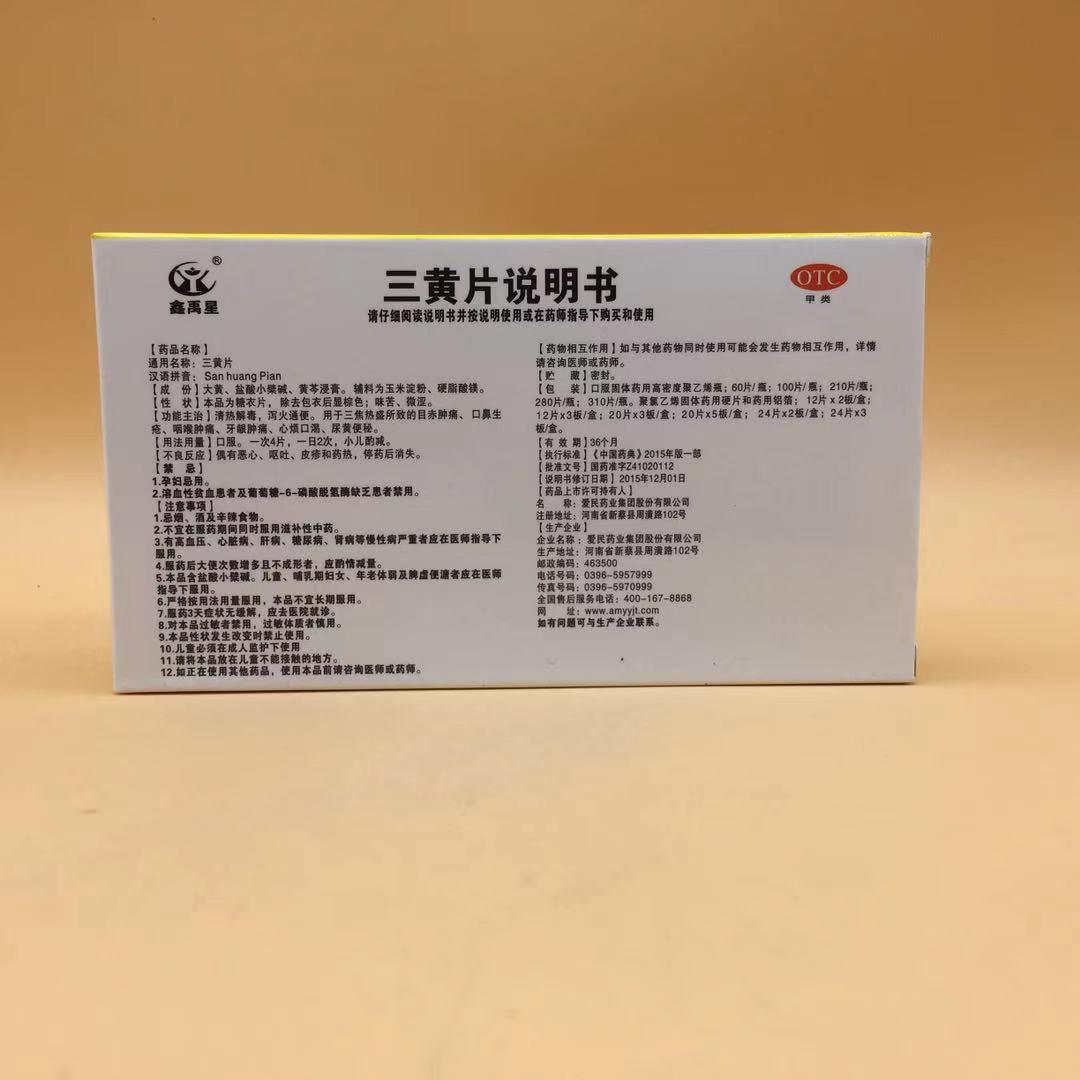 鑫禹星
®
三黄片说明书
请仔细阅读说明书并按说明使用或在药师指导下购买和使用
OTC
甲类
【药品名称】
通用名称：三黄片
汉语拼音：San huang Pian
【成 份】大黄、盐酸小檗碱、黄芩浸膏。辅料为玉米淀粉、硬脂酸镁。
【性 状】本品为糖衣片，除去包衣后显棕色；味苦、微涩。
【功能主治】清热解毒，泻火通便。用于三焦热盛所致的目赤肿痛、口鼻生
疮、咽喉肿痛、牙龈肿痛、心烦口渴、尿黄便秘。
【用法用量】口服。一次4片，一日2次，小儿酌减。
【不良反应】偶有恶心、呕吐、皮疹和药热，停药后消失。
【禁 忌】
1.孕妇忌用。
2.溶血性贫血患者及葡萄糖-6-磷酸脱氢酶缺乏患者禁用。
【注意事项】
1.忌烟、酒及辛辣食物。
2.不宜在服药期间同时服用滋补性中药。
3.有高血压、心脏病、肝病、糖尿病、肾病等慢性病严重者应在医师指导下
服用。
4.服药后大便次数增多且不成形者，应酌情减量。
5.本品含盐酸小檗碱。儿童、哺乳期妇女、年老体弱及脾虚便溏者应在医师
指导下服用。
6.严格按用法用量服用，本品不宜长期服用。
7.服药3天症状无缓解，应去医院就诊。
8.对本品过敏者禁用，过敏体质者慎用。
9.本品性状发生改变时禁止使用。
10.儿童必须在成人监护下使用
11.请将本品放在儿童不能接触的地方。
12.如正在使用其他药品，使用本品前请咨询医师或药师。
【药物相互作用】如与其他药物同时使用可能会发生药物相互作用，详情
请咨询医师或药师。
【贮 藏】密封。
【包 装】口服固体药用高密度聚乙烯瓶；60片/瓶；100片/瓶；210片/瓶；
280片/瓶；310片/瓶。聚氯乙烯固体药用硬片和药用铝箔；12片 x 2板/盒；
12片x3板/盒；20片x3板/盒；20片x5板/盒；24片x2板/盒；24片x3
板/盒。
【有 效 期】36个月
【执行标准】《中国药典》2015年版一部
【批准文号】国药准字Z41020112
【说明书修订日期】2015年12月01日
【药品上市许可持有人】
名 称：爱民药业集团股份有限公司
注册地址：河南省新蔡县周潢路102号
【生产企业】
企业名称：爱民药业集团股份有限公司
生产地址：河南省新蔡县周潢路102号
邮政编码：463500
电话号码：0396-5957999
传真号码：0396-5970999
全国售后服务电话：400-167-8868
网 址：www.amyyjt.com
如有问题可与生产企业联系。